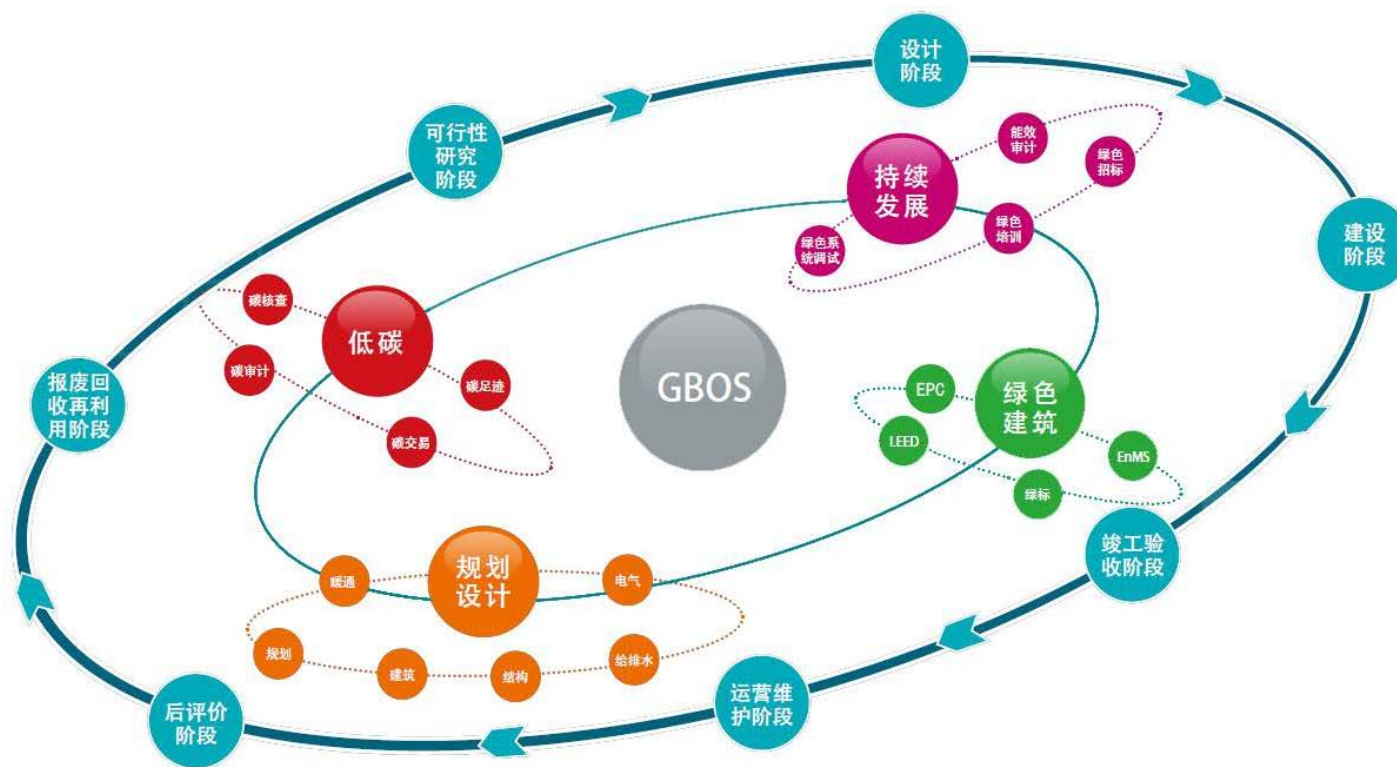 设计
阶段
可行性
研究
阶段
能效
审计
绿色
招标
持续
发展
绿色
培训
绿色系
统调试
建设
阶段
碳核查
低碳
碳审计
碳足迹
碳交易
GBOS
报废回
收再利
用阶段
EPC
绿色
建筑
LEED
EnMS
绿标
竣工验
收阶段
暖通
规划
设计
电气
规划
建筑
结构
给排水
运营维
护阶段
后评价
阶段